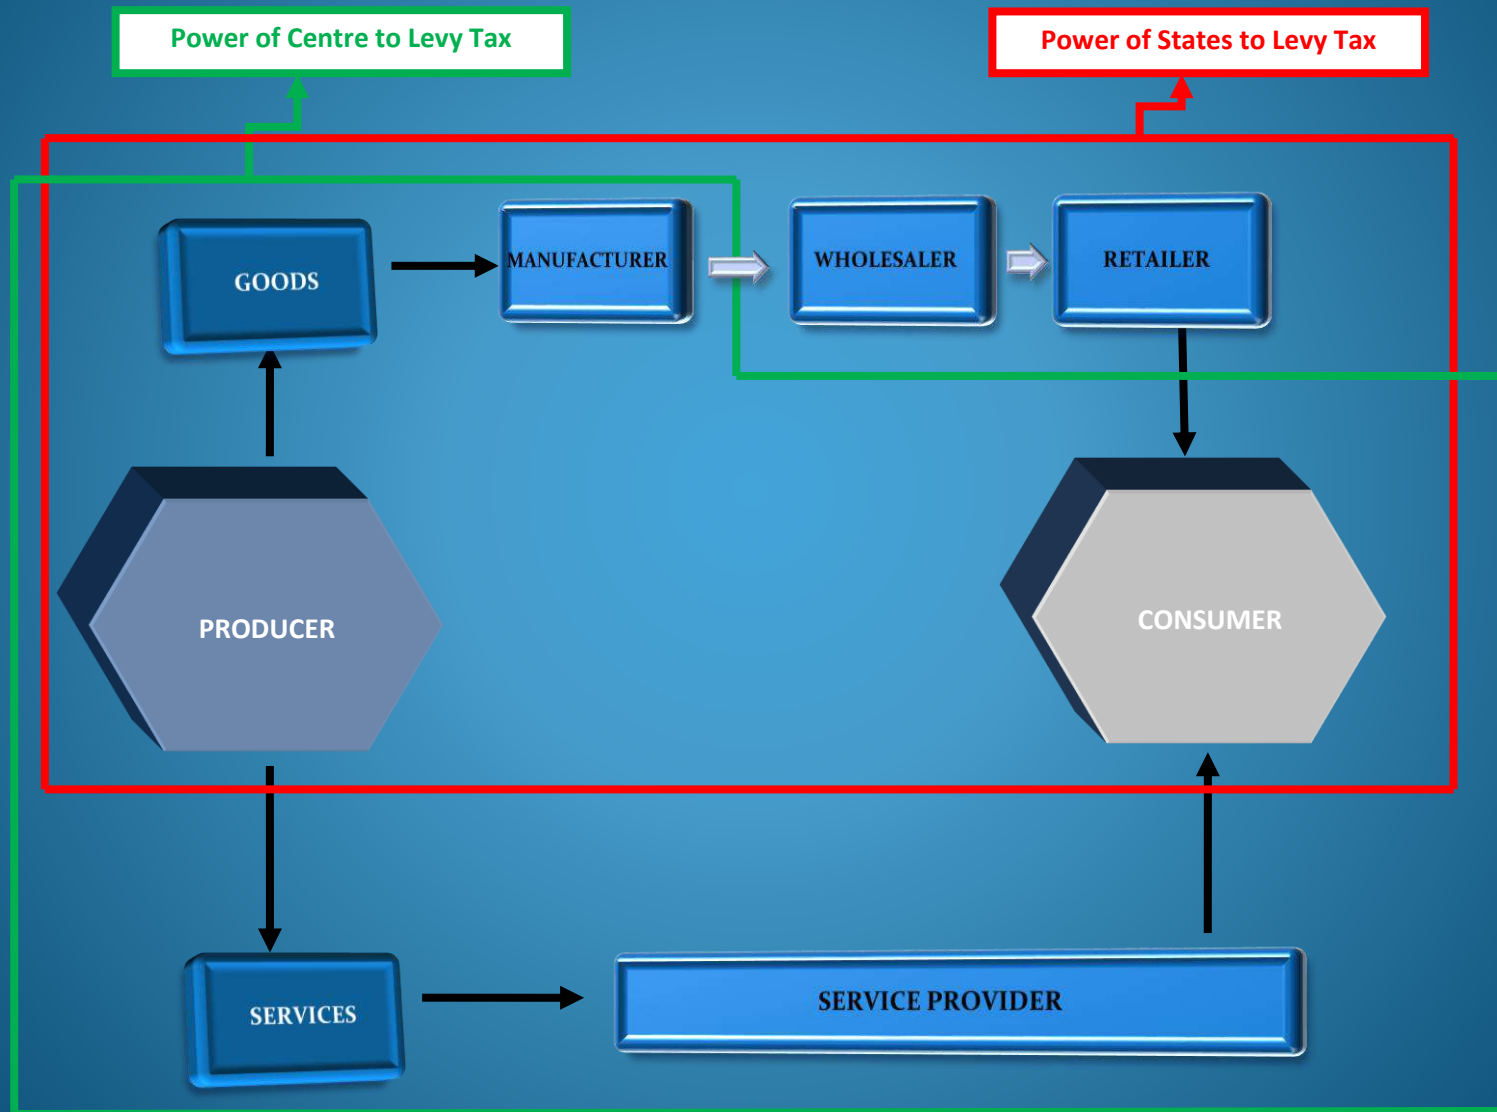 Power of Centre to Levy Tax
Power of States to Levy Tax
GOODS
MANUFACTURER
WHOLESALER
RETAILER
PRODUCER
CONSUMER
SERVICES
SERVICE PROVIDER